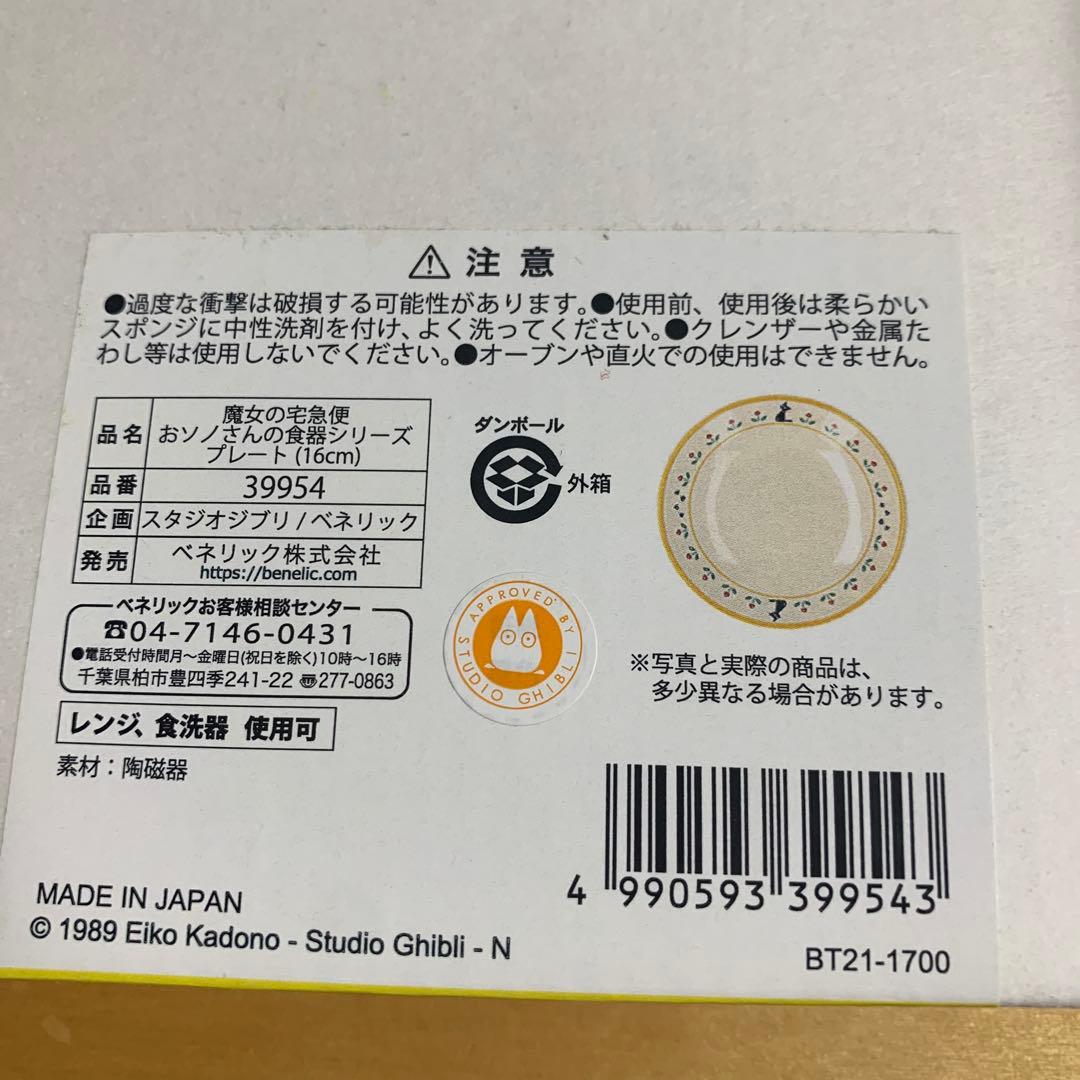 ⚠ 注意
●過度な衝撃は破損する可能性があります。●使用前、使用後は柔らかい
スポンジに中性洗剤を付け、よく洗ってください。●クレンザーや金属た
わし等は使用しないでください。●オーブンや直火での使用はできません。
品名
魔女の宅急便
おソノさんの食器シリーズ
プレート(16cm)
品番 39954
企画 スタジオジブリ/ベネリック
発売
ベネリック株式会社
https://benelic.com
ベネリックお客様相談センター
☎04-7146-0431
●電話受付時間月~金曜日(祝日を除く)10時~16時
千葉県柏市豊四季241-22 〠277-0863
レンジ、食洗器 使用可
素材:陶磁器
ダンボール
外箱
APPROVED BY
STUDIO GHIBLI
※写真と実際の商品は、
多少異なる場合があります。
4 990593 399543
MADE IN JAPAN
© 1989 Eiko Kadono - Studio Ghibli - N
BT21-1700